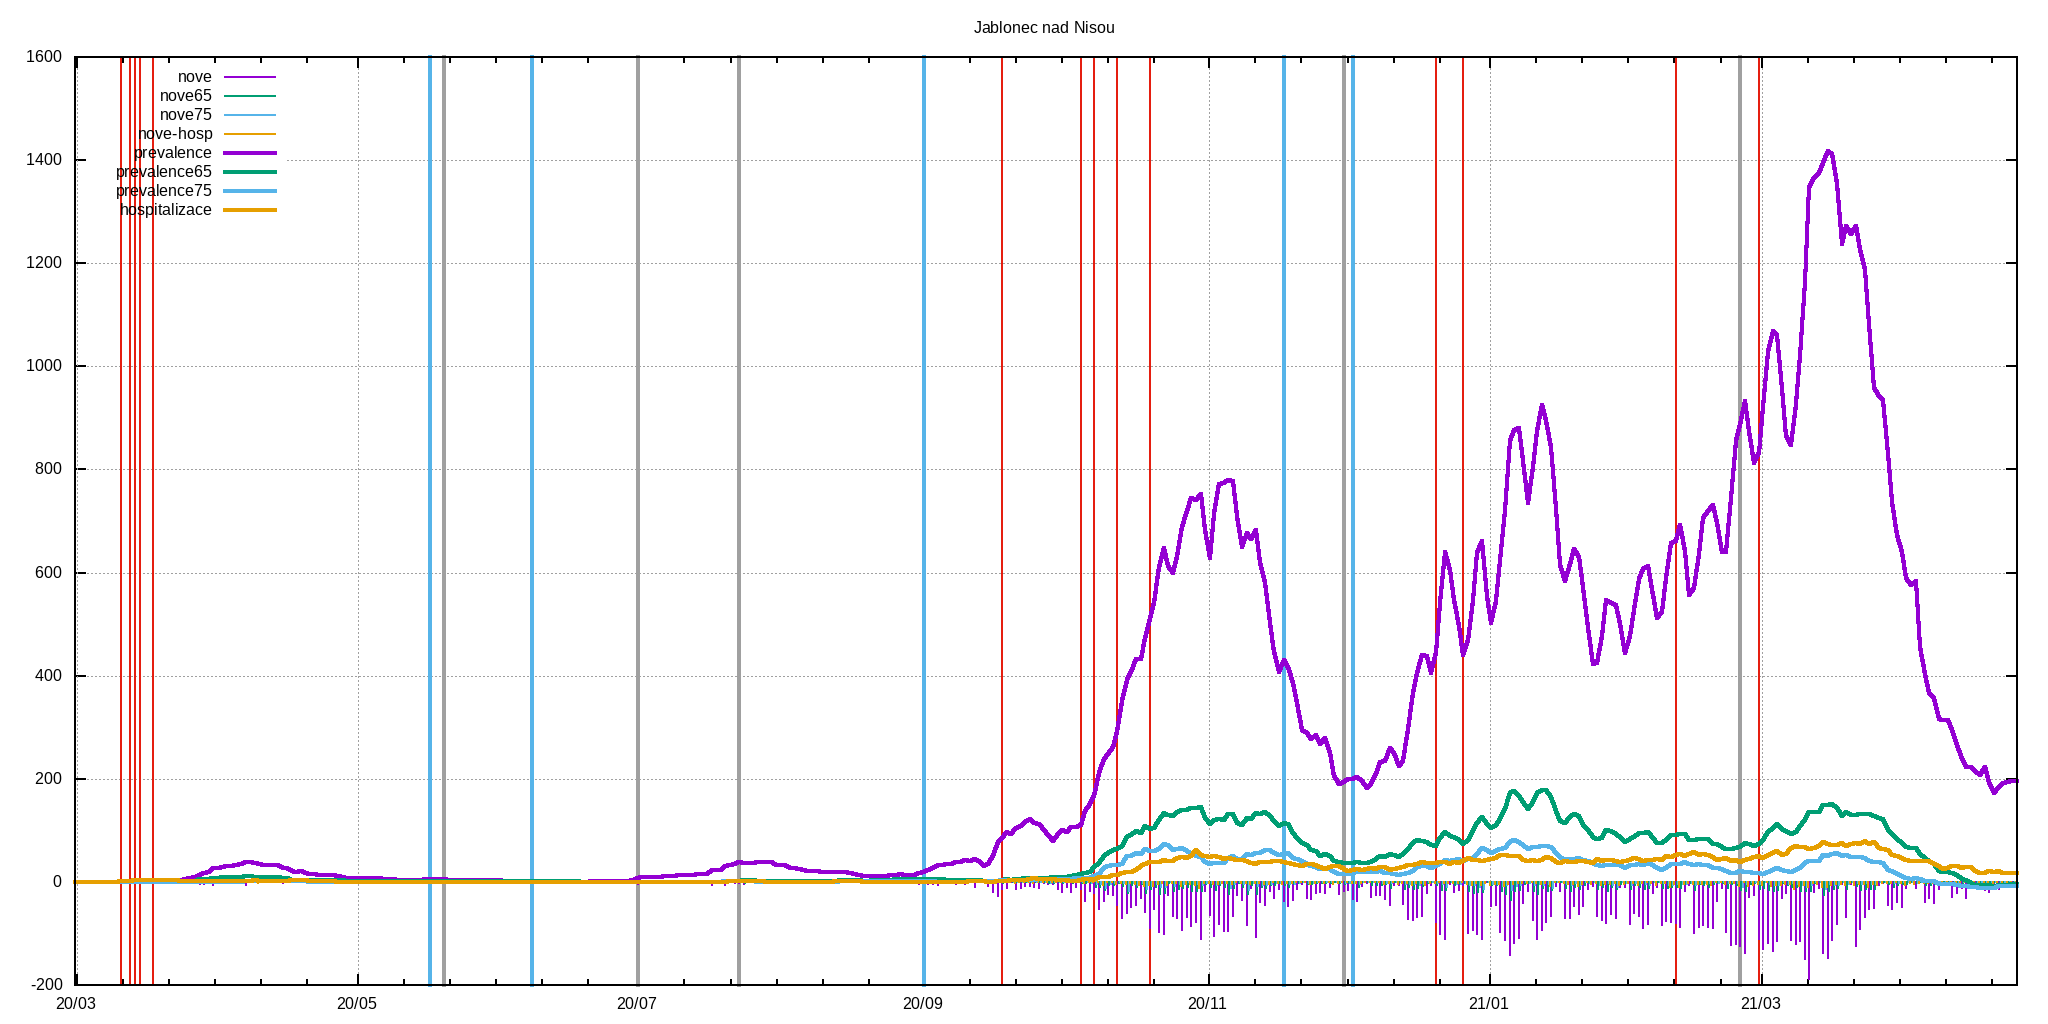 Jablonec nad Nisou
1600
1400
1200
1000
800
600
400
200
0
-200
nove
nove65
nove75
nove-hosp
prevalence
prevalence65
prevalence75
hospitalizace
20/03 20/05 20/07 20/09 20/11 21/01 21/03